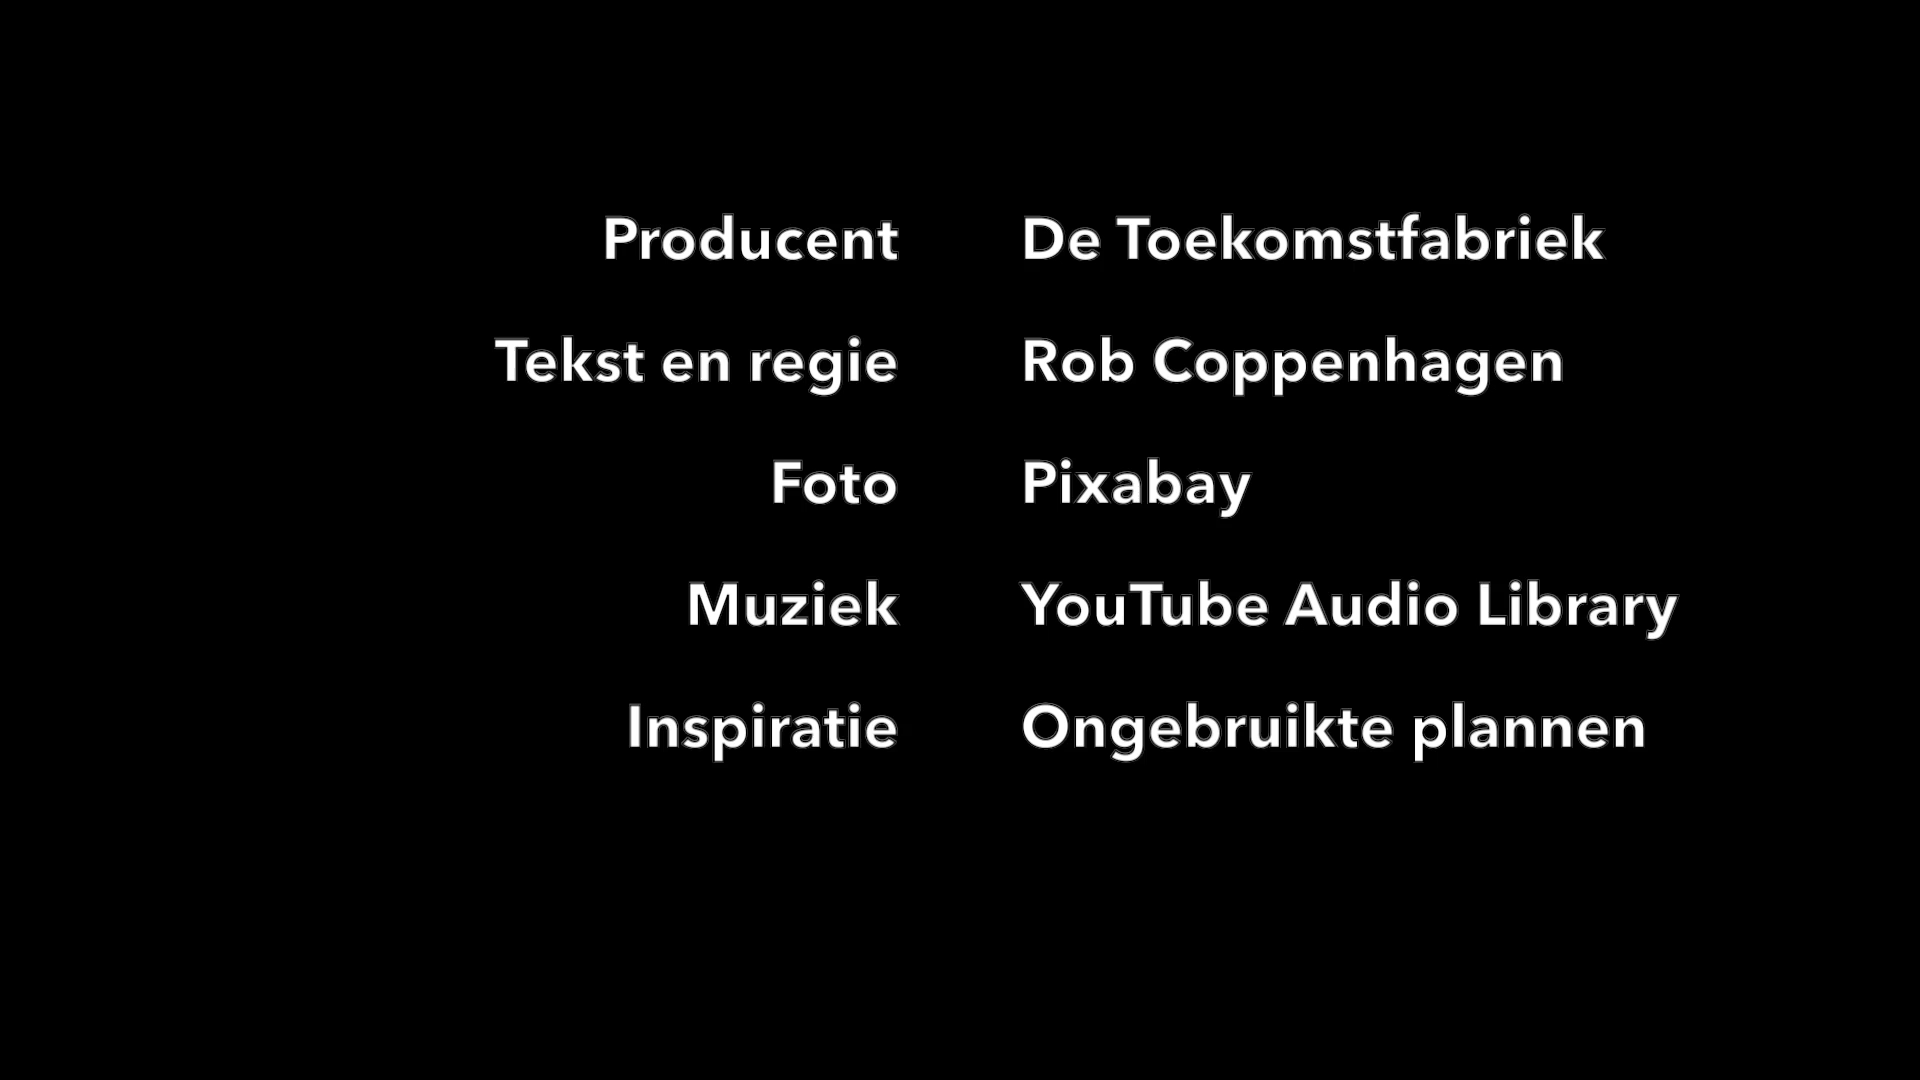 Producent De Toekomstfabriek
Tekst en regie Rob Coppenhagen
Foto Pixabay
Muziek YouTube Audio Library
Inspiratie Ongebruikte plannen